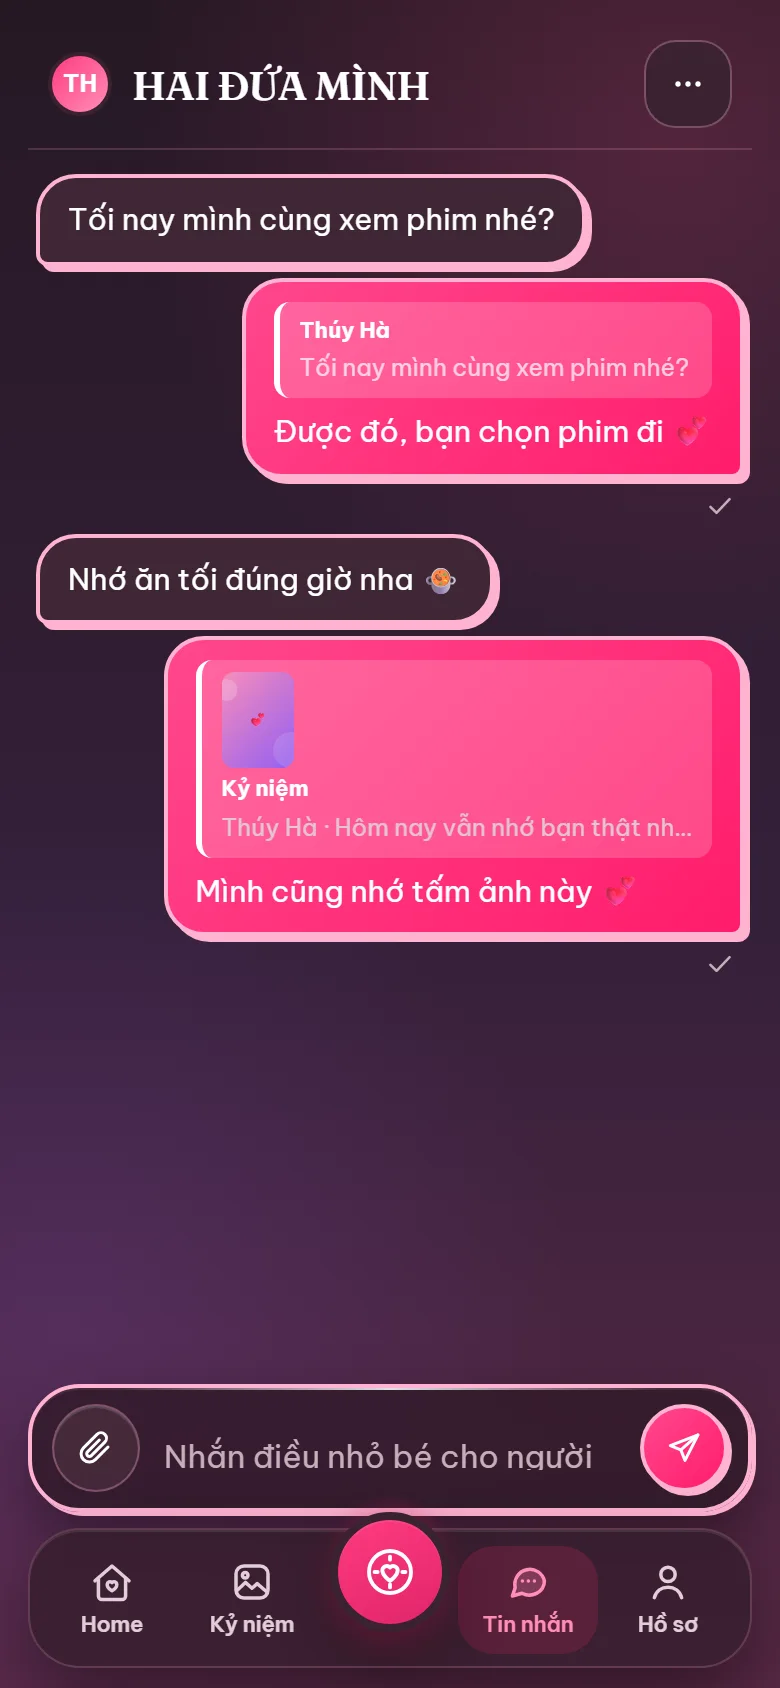 TH
HAI ĐỨA MÌNH
Tối nay mình cùng xem phim nhé?
Thúy Hà
Tối nay mình cùng xem phim nhé?
Được đó, bạn chọn phim đi 💕
Nhớ ăn tối đúng giờ nha 🍲
Kỷ niệm
Thúy Hà · Hôm nay vẫn nhớ bạn thật nh...
Mình cũng nhớ tấm ảnh này 💕
Nhắn điều nhỏ bé cho người
Home
Kỷ niệm
Tin nhắn
Hồ sơ